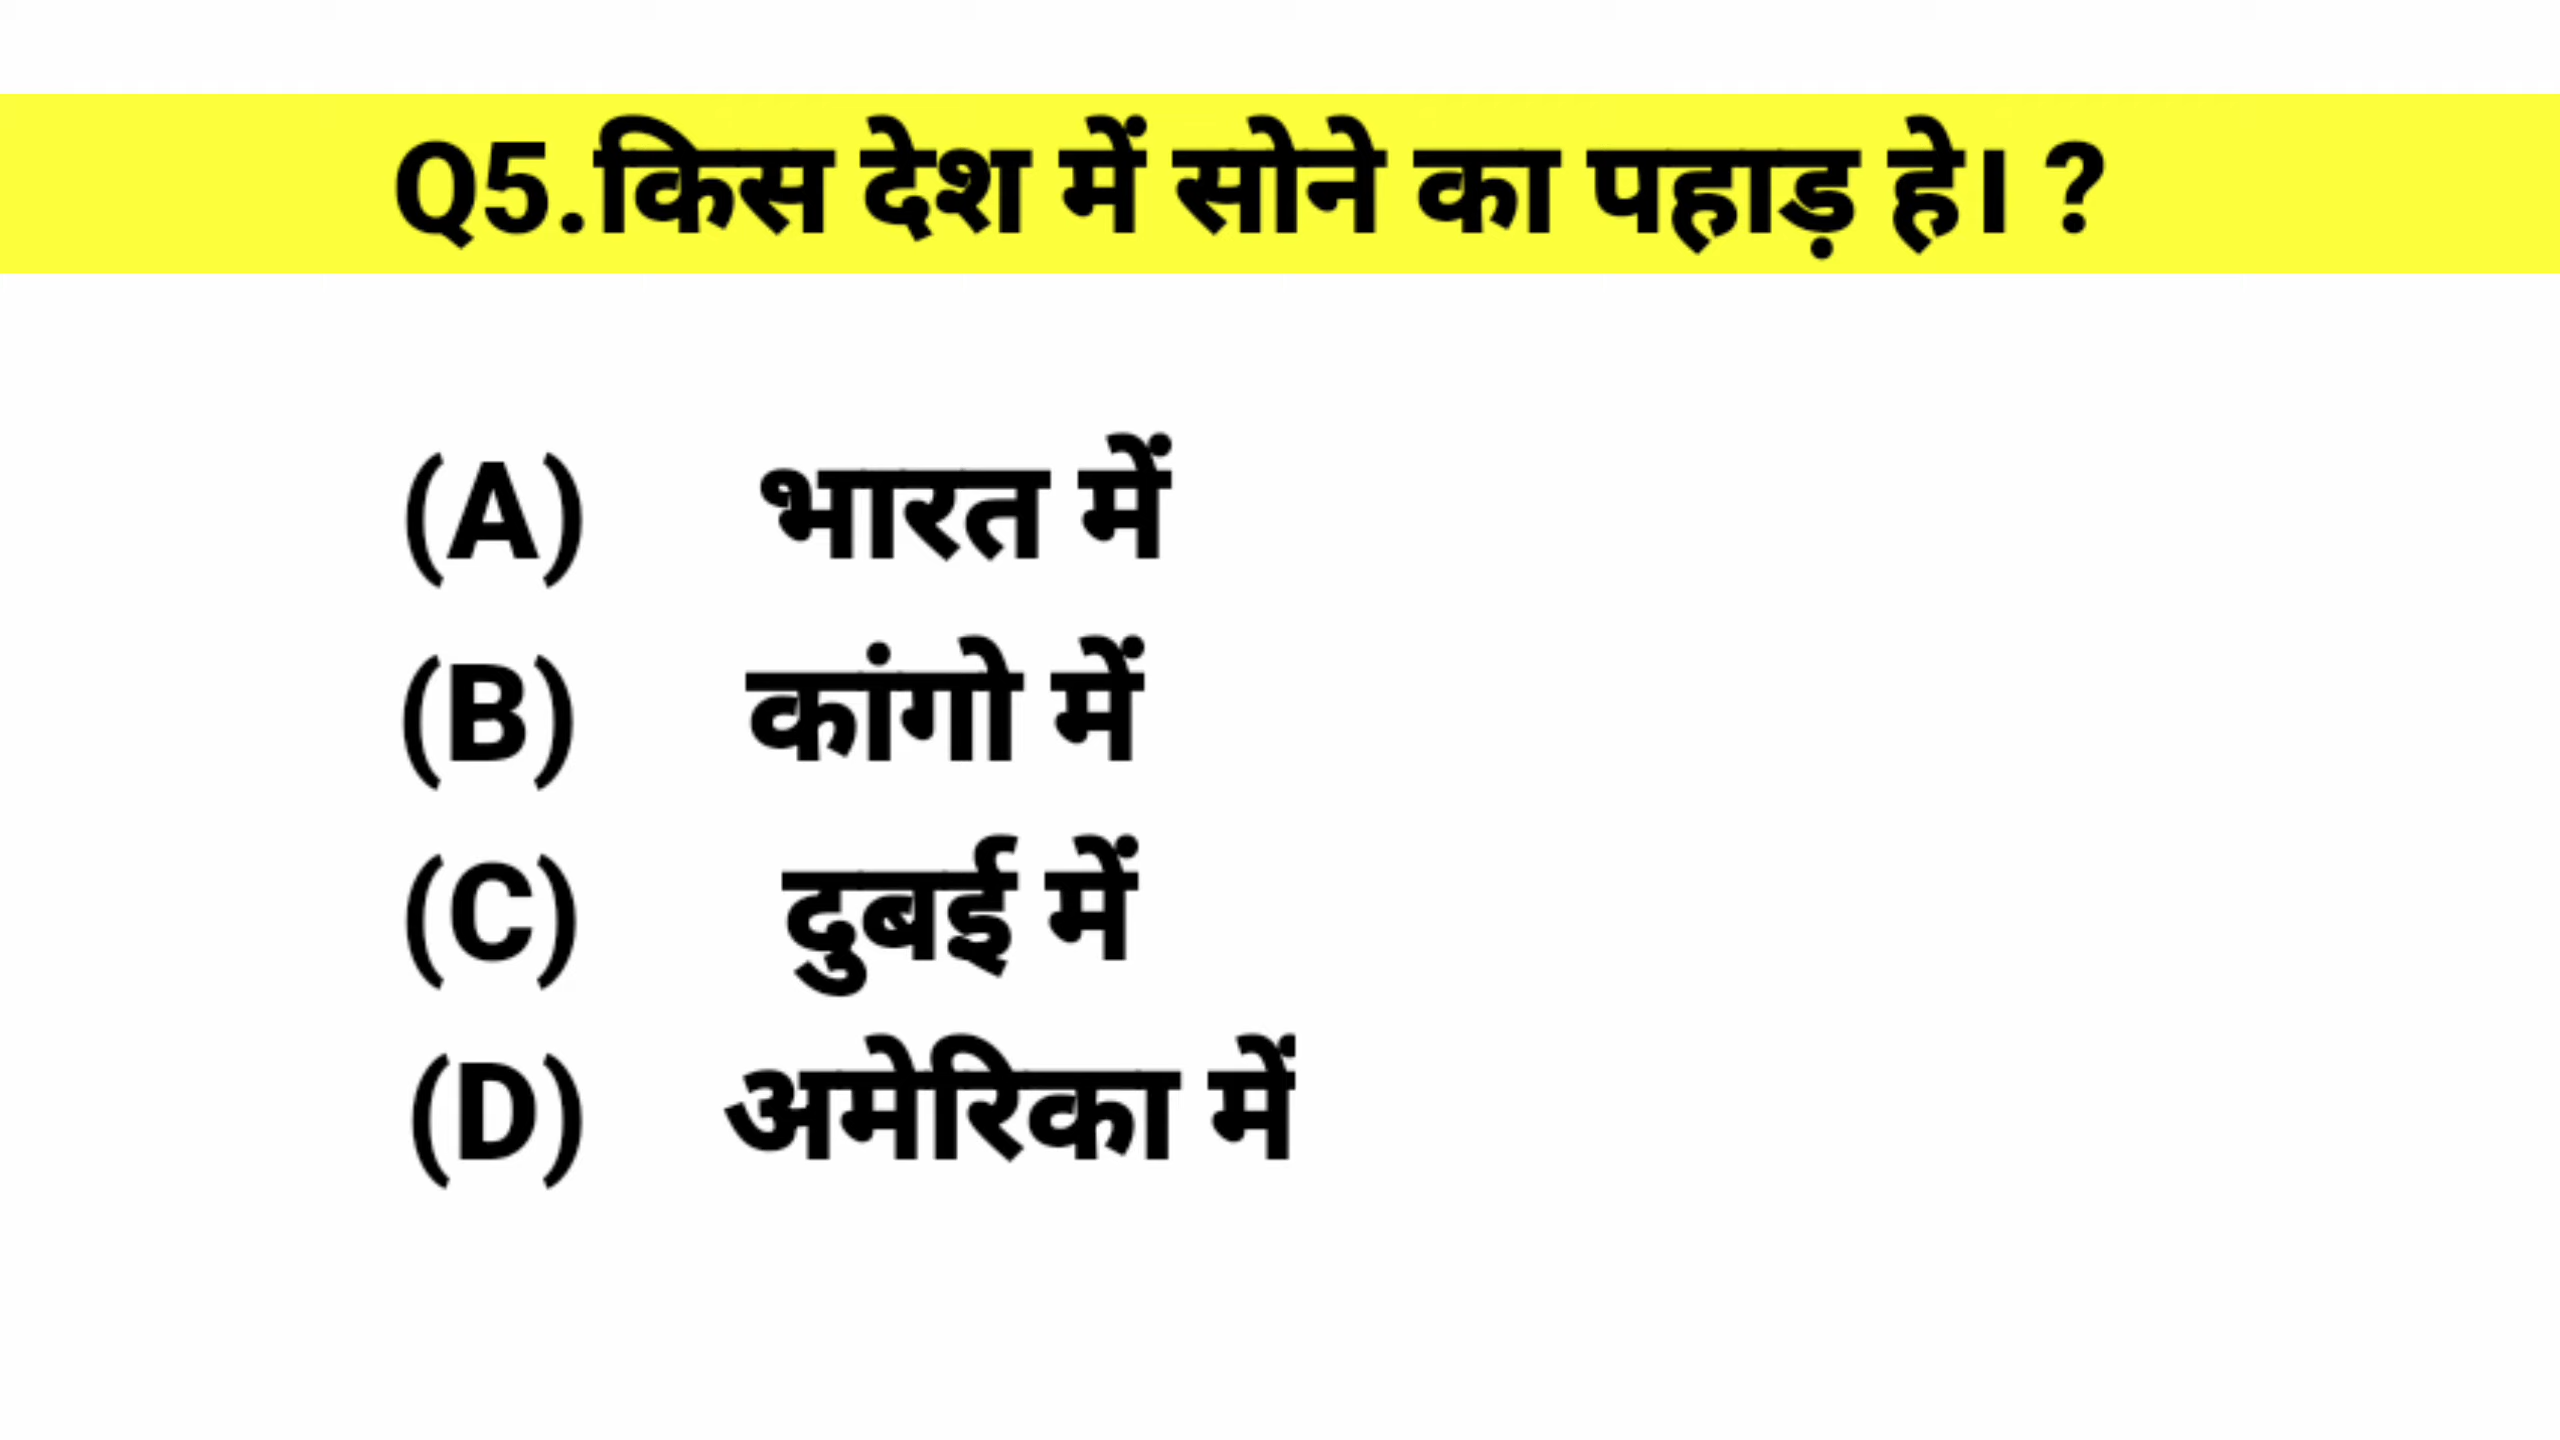 Q5.किस देश में सोने का पहाड़ हे। ?
(A) भारत में
(B) कांगो में
(C) दुबई में
(D) अमेरिका में